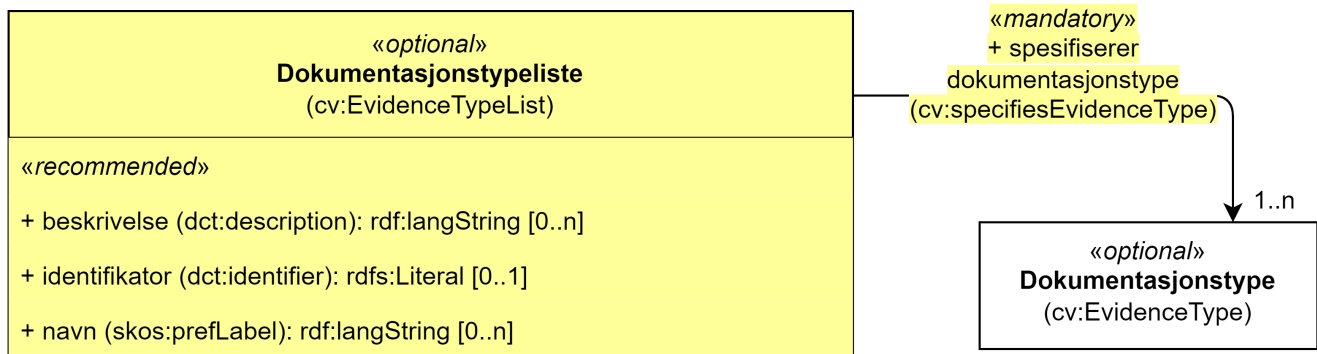 «optional»
Dokumentasjonstypeliste
(cv:EvidenceTypeList)
«recommended»
+ beskrivelse (dct:description): rdf:langString [0..n]
+ identifikator (dct:identifier): rdfs:Literal [0..1]
+ navn (skos:prefLabel): rdf:langString [0..n]
«mandatory»
+ spesifiserer
dokumentasjonstype
(cv:specifiesEvidenceType)
1..n
«optional»
Dokumentasjonstype
(cv:EvidenceType)